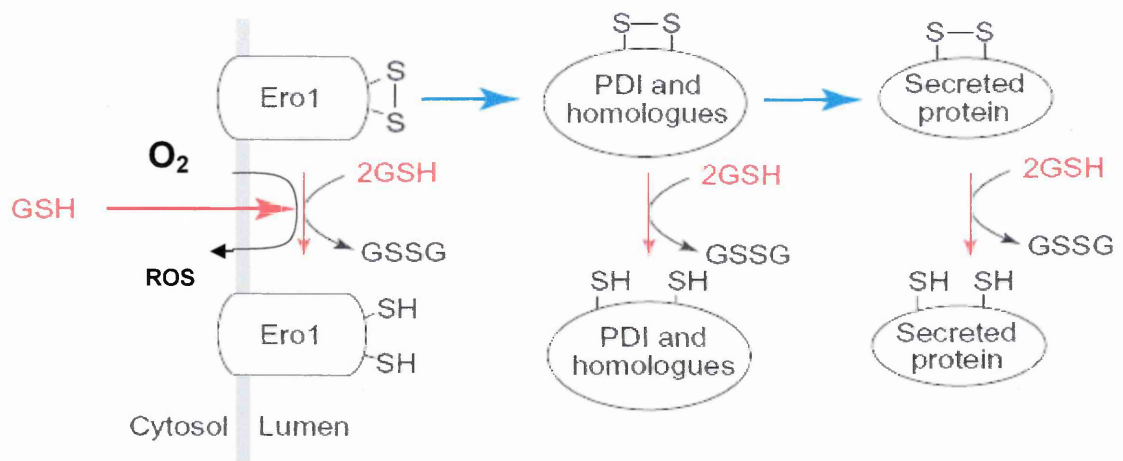 S—S
S—S
Ero1
S
S
PDI and
homologues
Secreted
protein
O₂
GSH
2GSH
GSSG
2GSH
GSSG
2GSH
GSSG
ROS
Ero1
SH
SH
SH SH
PDI and
homologues
SH SH
Secreted
protein
Cytosol Lumen